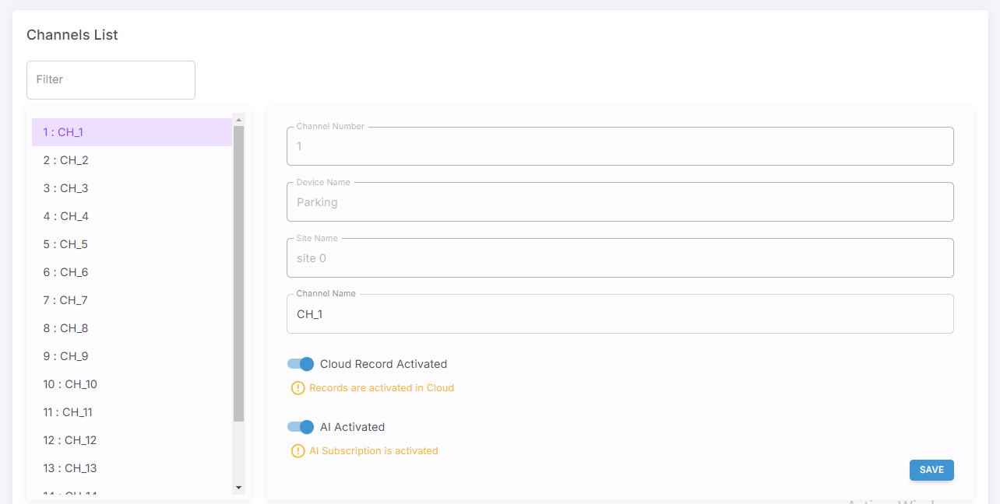 Channels List
Filter
1 : CH_1
2 : CH_2
3 : CH_3
4 : CH_4
5 : CH_5
6 : CH_6
7 : CH_7
8 : CH_8
9 : CH_9
10 : CH_10
11 : CH_11
12 : CH_12
13 : CH_13
14 : CH_14
Channel Number
1
Device Name
Parking
Site Name
site 0
Channel Name
CH_1
Cloud Record Activated
Records are activated in Cloud
AI Activated
AI Subscription is activated
SAVE